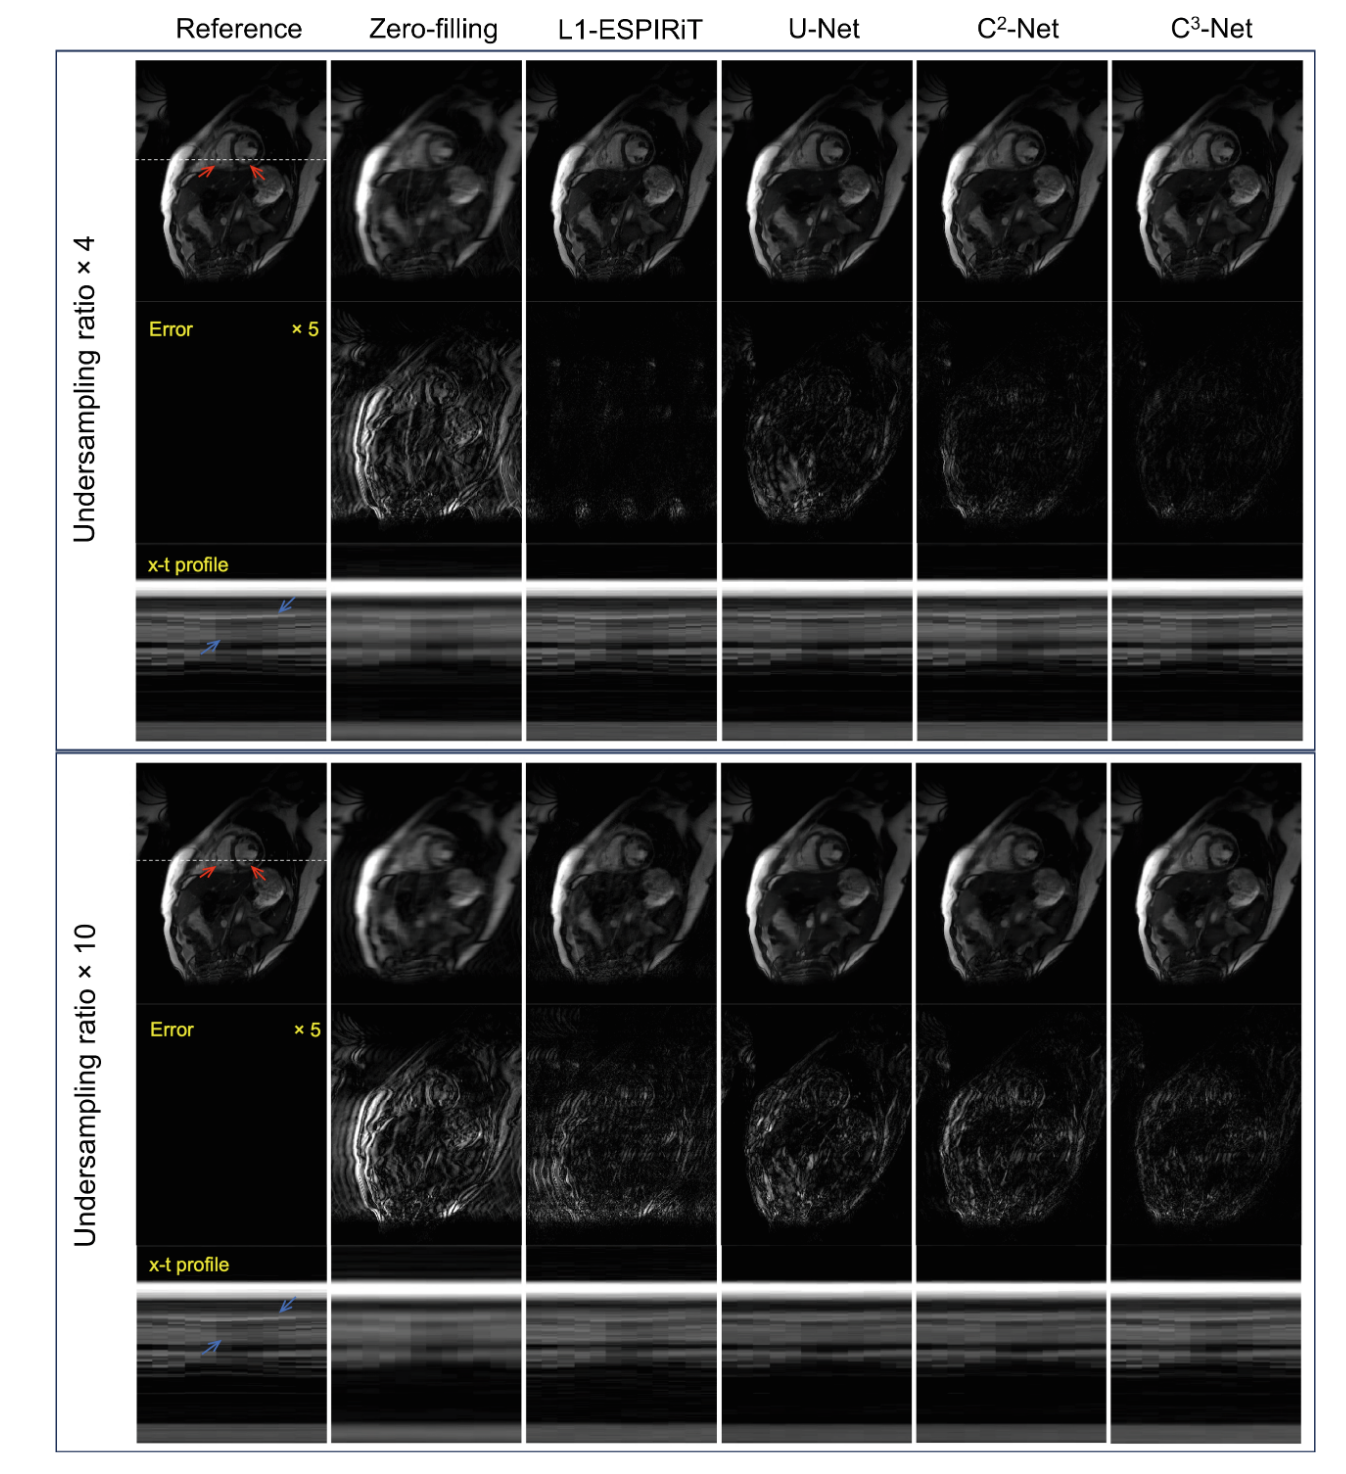 Reference Zero-filling L1-ESPIRiT U-Net C²-Net C³-Net
Undersampling ratio × 4
Error × 5
x-t profile
Undersampling ratio × 10
Error × 5
x-t profile